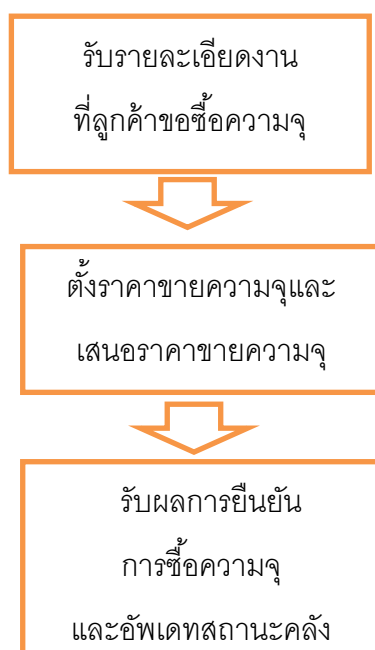 รับรายละเอียดงาน
ที่ลูกค้าขอซื้อความจุ
ตั้งราคาขายความจุและ
เสนอราคาขายความจุ
รับผลการยืนยัน
การซื้อความจุ
และอัพเดทสถานะคลัง